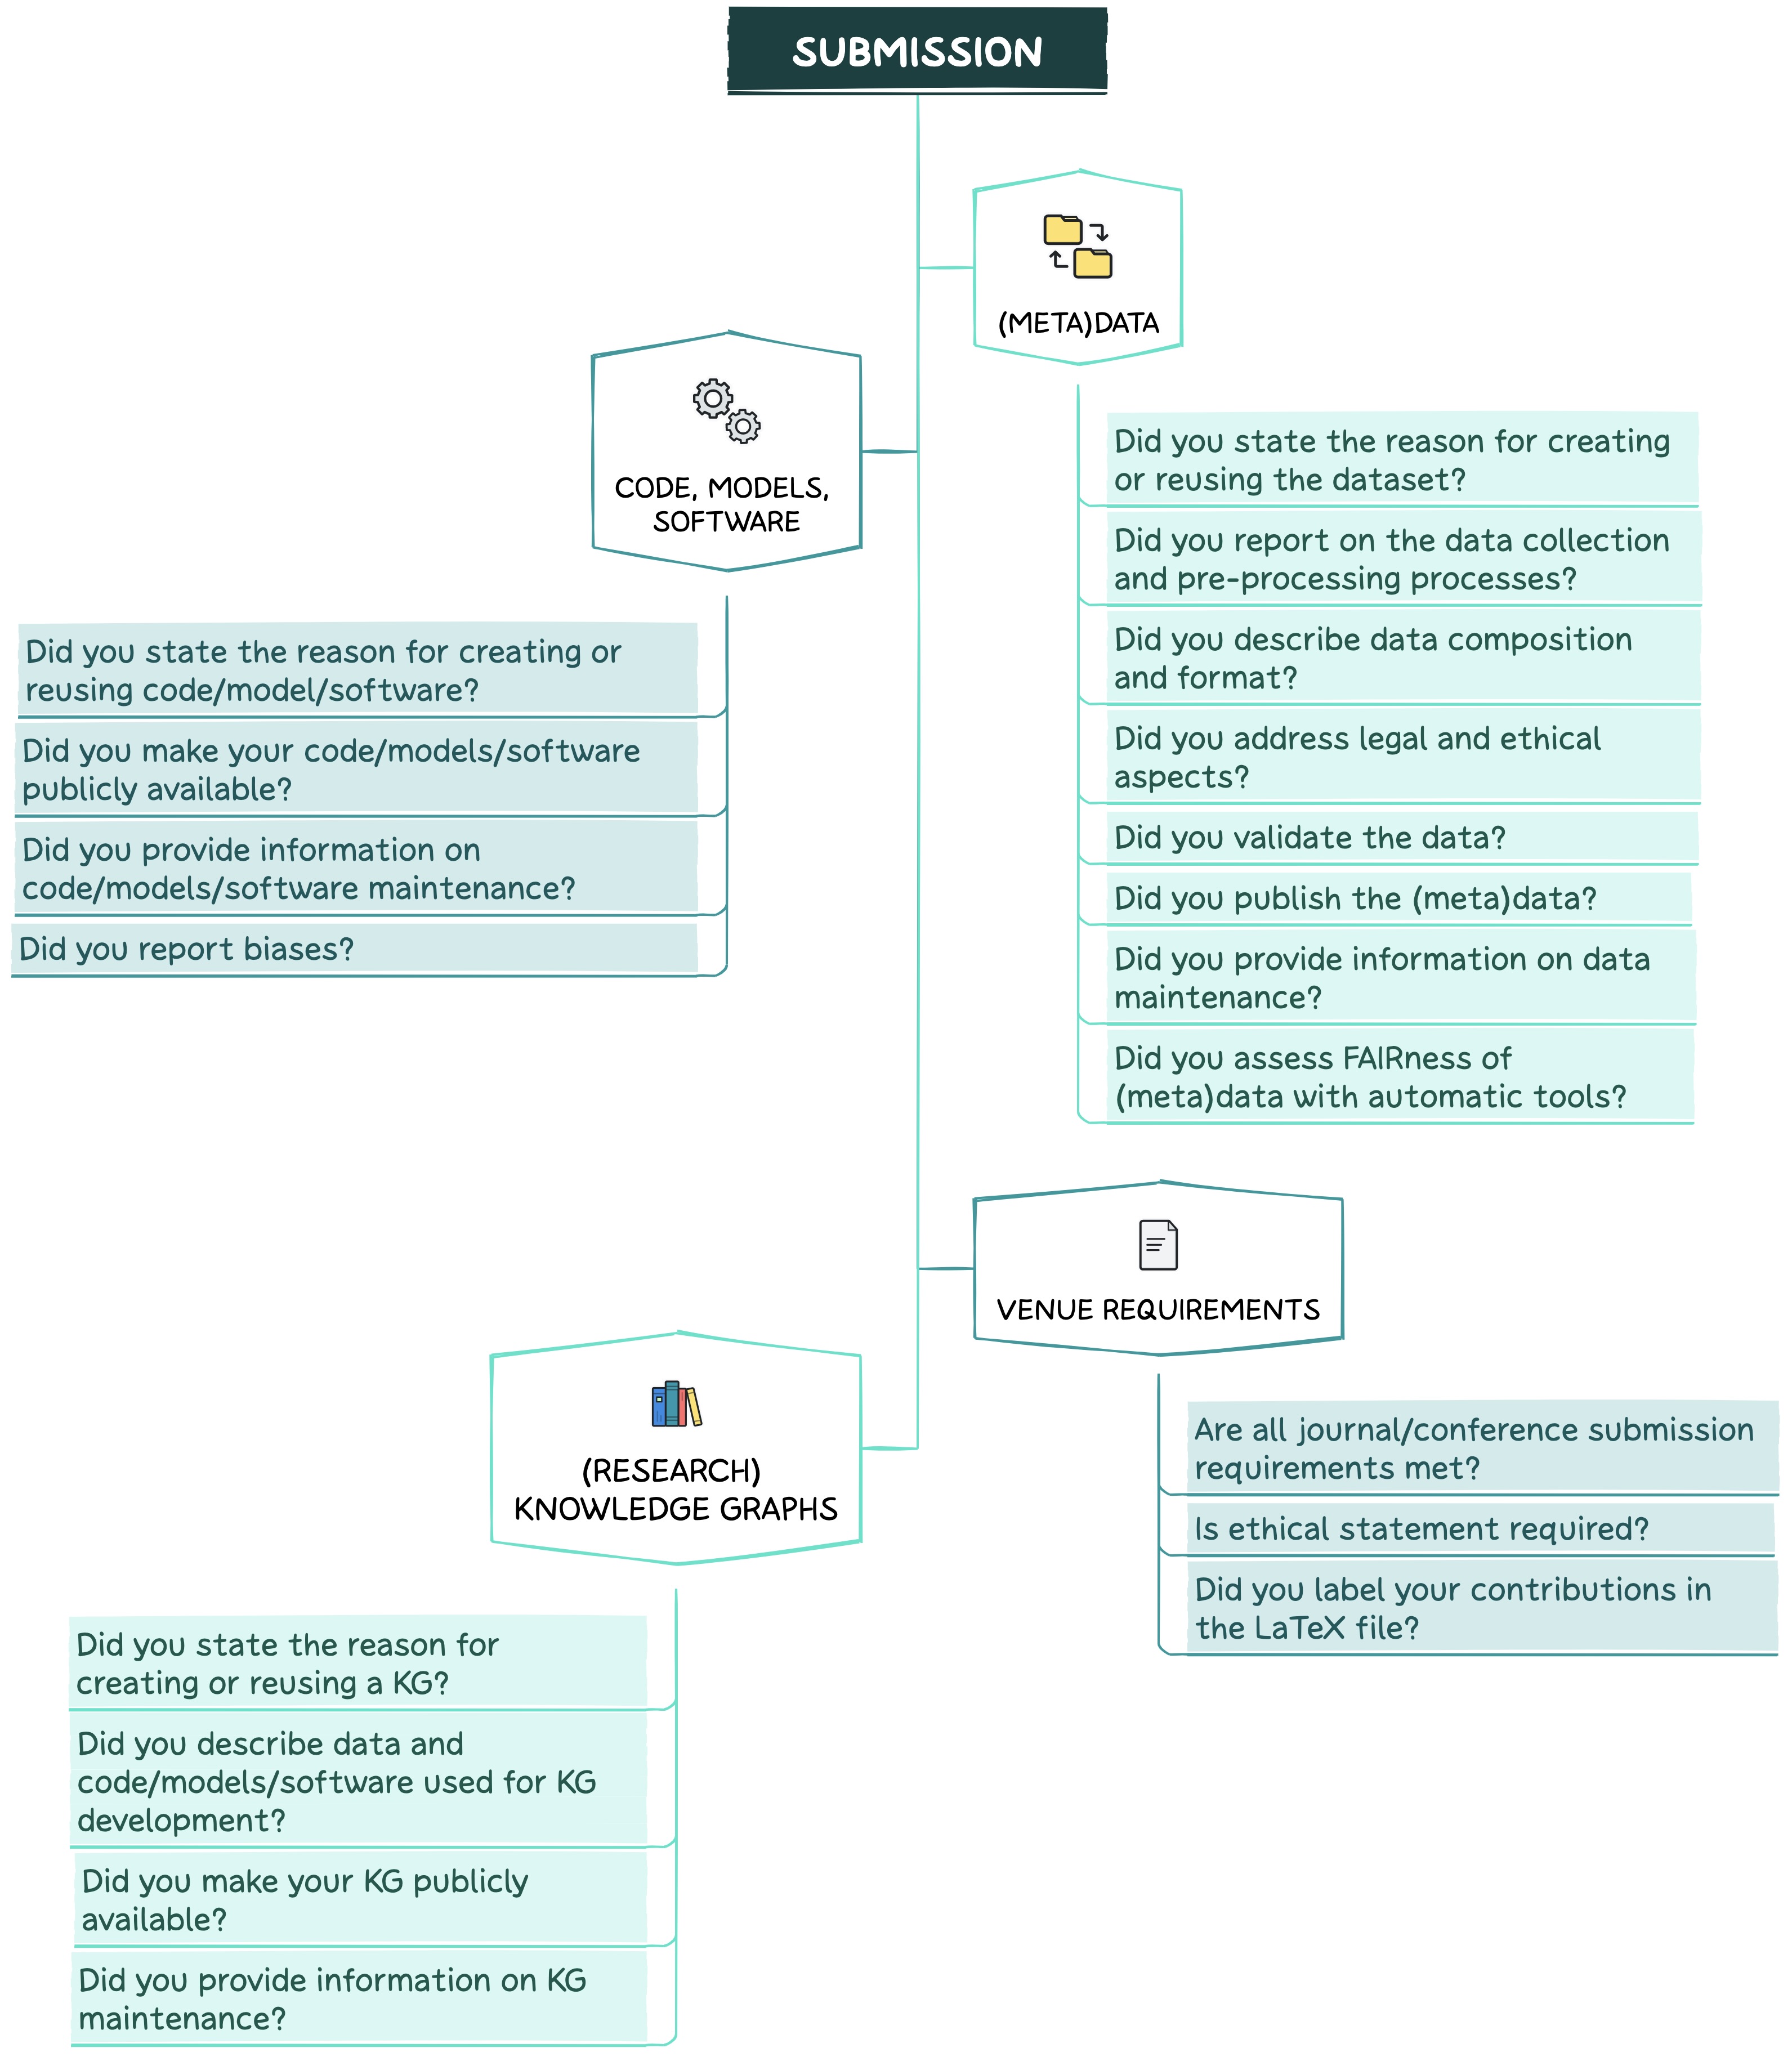 SUBMISSION
(META)DATA
Did you state the reason for creating
or reusing the dataset?
Did you report on the data collection
and pre-processing processes?
Did you describe data composition
and format?
Did you address legal and ethical
aspects?
Did you validate the data?
Did you publish the (meta)data?
Did you provide information on data
maintenance?
Did you assess FAIRness of
(meta)data with automatic tools?
CODE, MODELS,
SOFTWARE
Did you state the reason for creating or
reusing code/model/software?
Did you make your code/models/software
publicly available?
Did you provide information on
code/models/software maintenance?
Did you report biases?
VENUE REQUIREMENTS
Are all journal/conference submission
requirements met?
Is ethical statement required?
Did you label your contributions in
the LaTeX file?
(RESEARCH)
KNOWLEDGE GRAPHS
Did you state the reason for
creating or reusing a KG?
Did you describe data and
code/models/software used for KG
development?
Did you make your KG publicly
available?
Did you provide information on KG
maintenance?